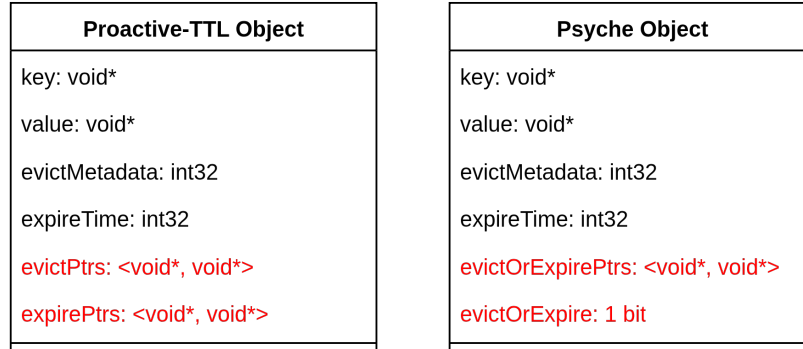 Proactive-TTL Object
key: void*
value: void*
evictMetadata: int32
expireTime: int32
evictPtrs: <void*, void*>
expirePtrs: <void*, void*>
Psyche Object
key: void*
value: void*
evictMetadata: int32
expireTime: int32
evictOrExpirePtrs: <void*, void*>
evictOrExpire: 1 bit